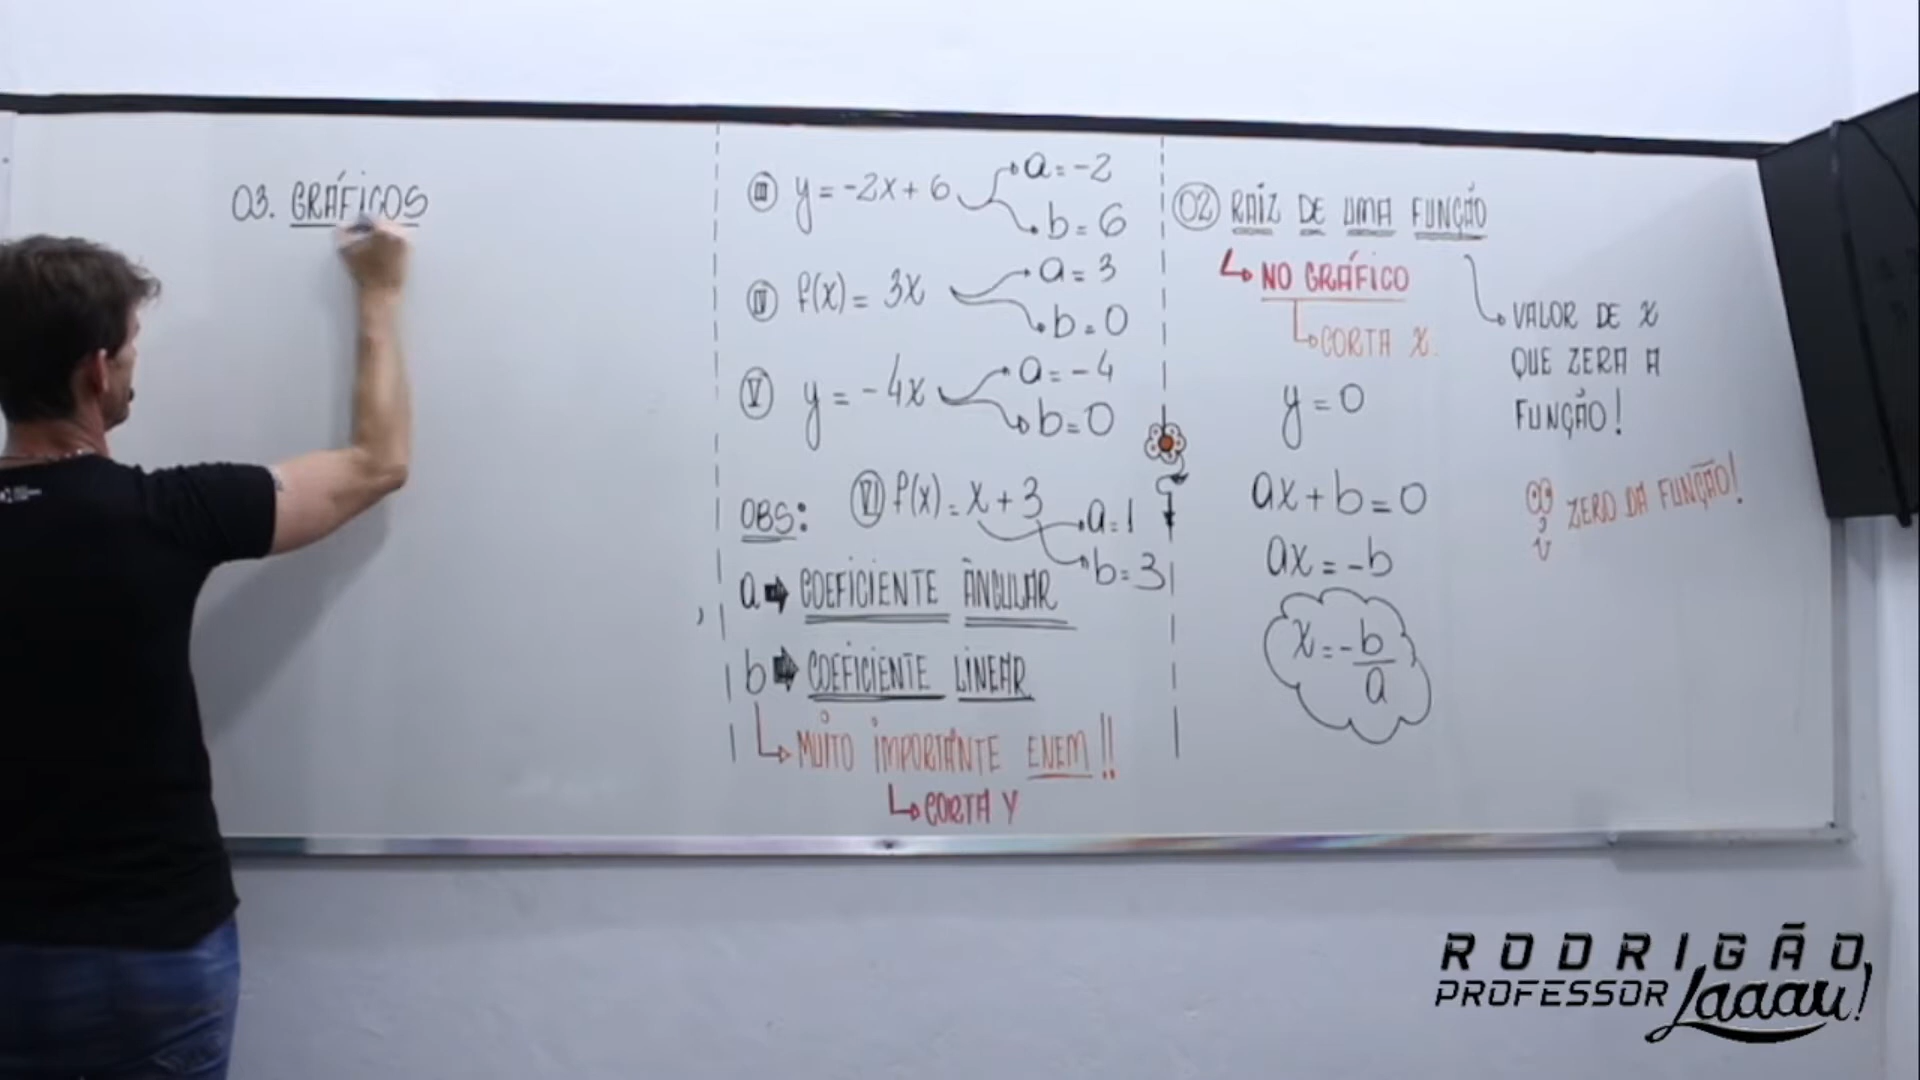 03. GRÁFICOS
III y = -2x + 6
a = -2
b = 6
IV f(x) = 3x
a = 3
b = 0
V y = -4x
a = -4
b = 0
VI f(x) = x + 3
a = 1
b = 3
OBS:
a → COEFICIENTE ANGULAR
b → COEFICIENTE LINEAR
MUITO IMPORTANTE ENEM!!
CORTA Y
02 RAÍZ DE UMA FUNÇÃO
NO GRÁFICO
CORTA X.
VALOR DE X
QUE ZERA A
FUNÇÃO!
ZERO DA FUNÇÃO!
y = 0
ax + b = 0
ax = -b
x = -b/a
RODRIGÃO
PROFESSOR Laaau!